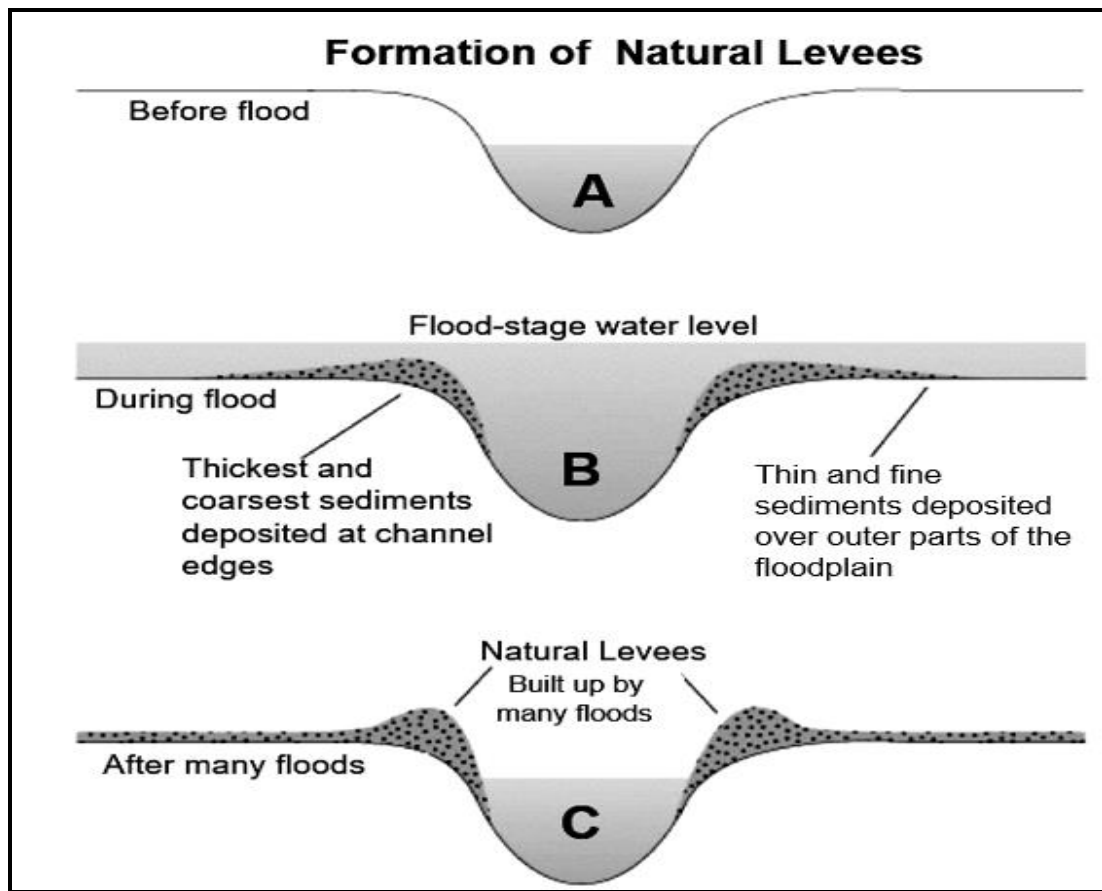 Formation of Natural Levees
Before flood
A
Flood-stage water level
During flood
B
Thickest and
coarsest sediments
deposited at channel
edges
Thin and fine
sediments deposited
over outer parts of the
floodplain
Natural Levees
Built up by
many floods
After many floods
C